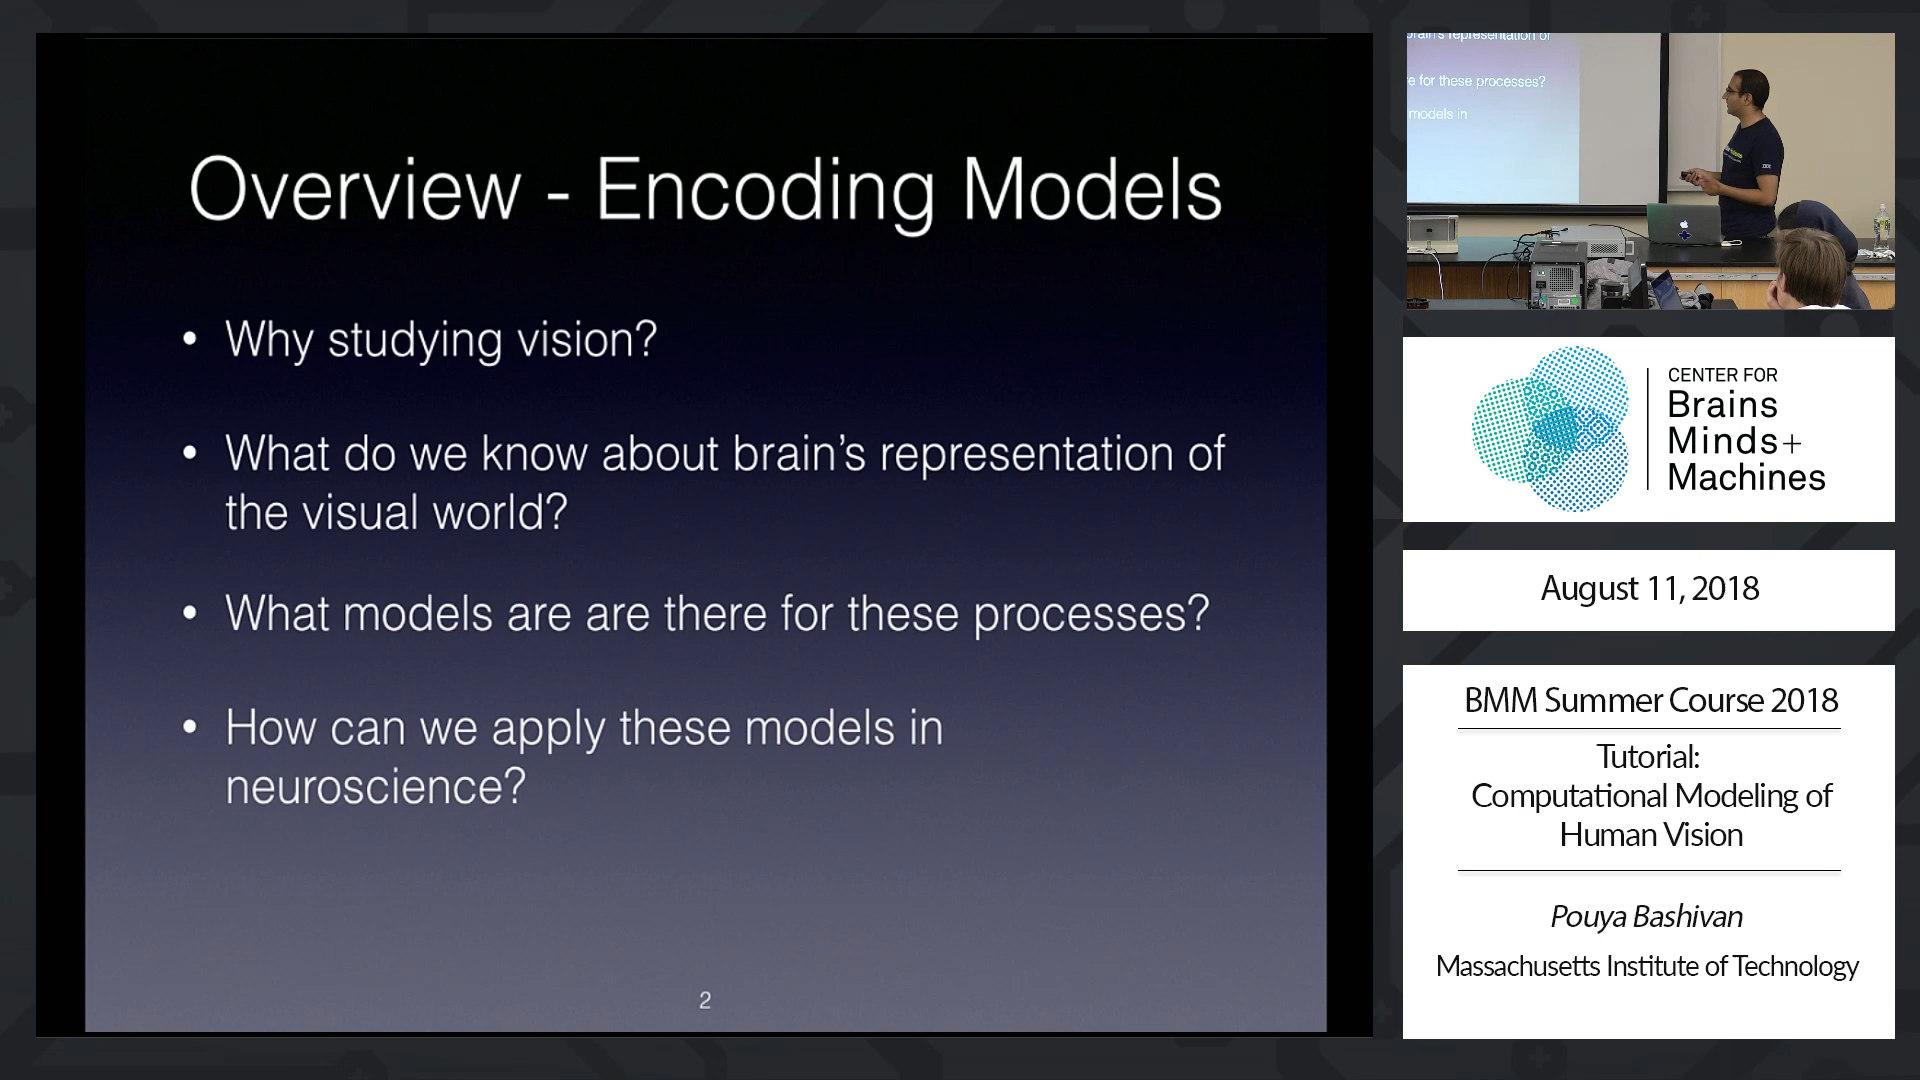 Overview - Encoding Models
• Why studying vision?
• What do we know about brain’s representation of
the visual world?
• What models are are there for these processes?
• How can we apply these models in
neuroscience?
2
brain's representation of
e for these processes?
models in
CENTER FOR
Brains
Minds+
Machines
August 11, 2018
BMM Summer Course 2018
Tutorial:
Computational Modeling of
Human Vision
Pouya Bashivan
Massachusetts Institute of Technology